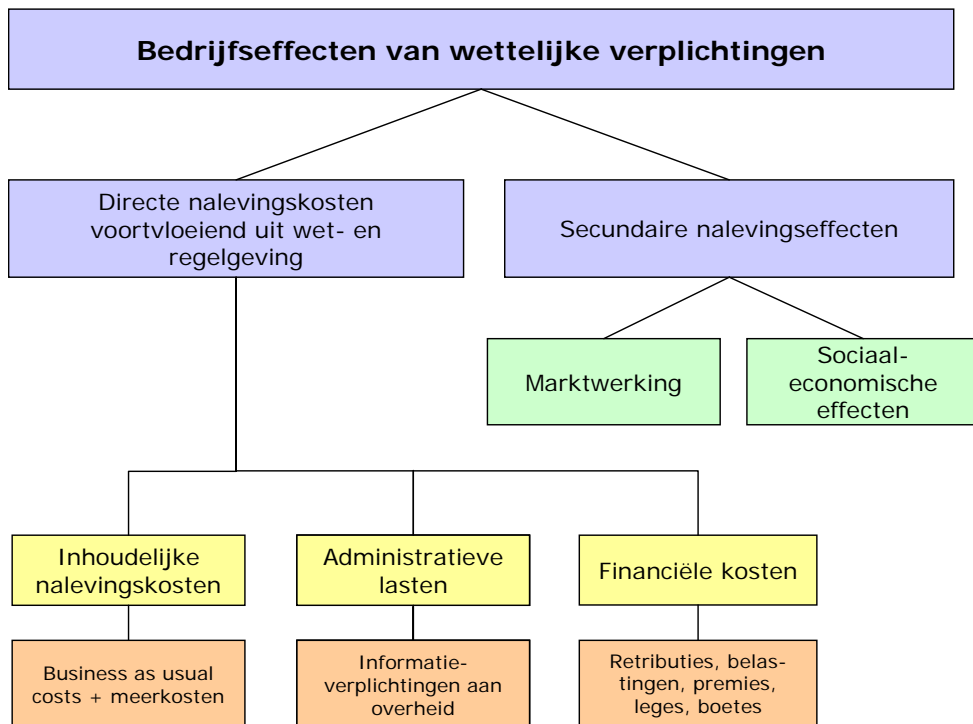 Bedrijfseffecten van wettelijke verplichtingen
Directe nalevingskosten
voortvloeiend uit wet- en
regelgeving
Secundaire nalevingseffecten
Marktwerking
Sociaal-
economische
effecten
Inhoudelijke
nalevingskosten
Administratieve
lasten
Financiële kosten
Business as usual
costs + meerkosten
Informatie-
verplichtingen aan
overheid
Retributies, belas-
tingen, premies,
leges, boetes